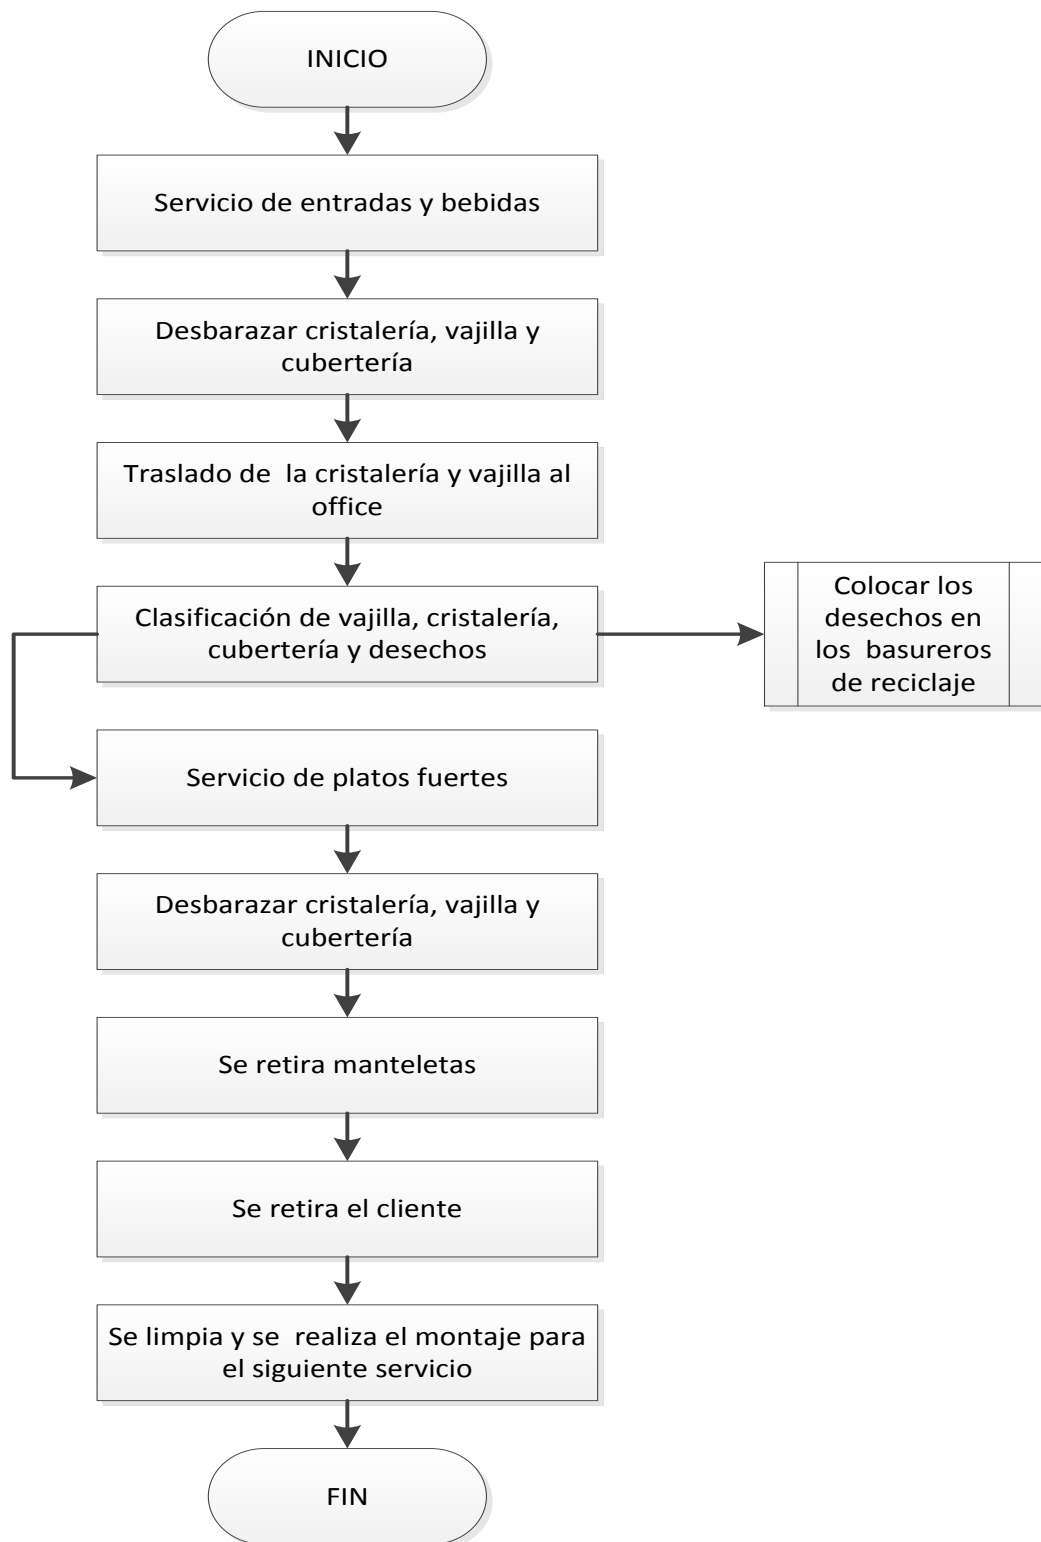 INICIO
Servicio de entradas y bebidas
Desbarazar cristalería, vajilla y
cubertería
Traslado de  la cristalería y vajilla al
office
Clasificación de vajilla, cristalería,
cubertería y desechos
Colocar los
desechos en
los  basureros
de reciclaje
Servicio de platos fuertes
Desbarazar cristalería, vajilla y
cubertería
Se retira manteletas
Se retira el cliente
Se limpia y se  realiza el montaje para
el siguiente servicio
FIN